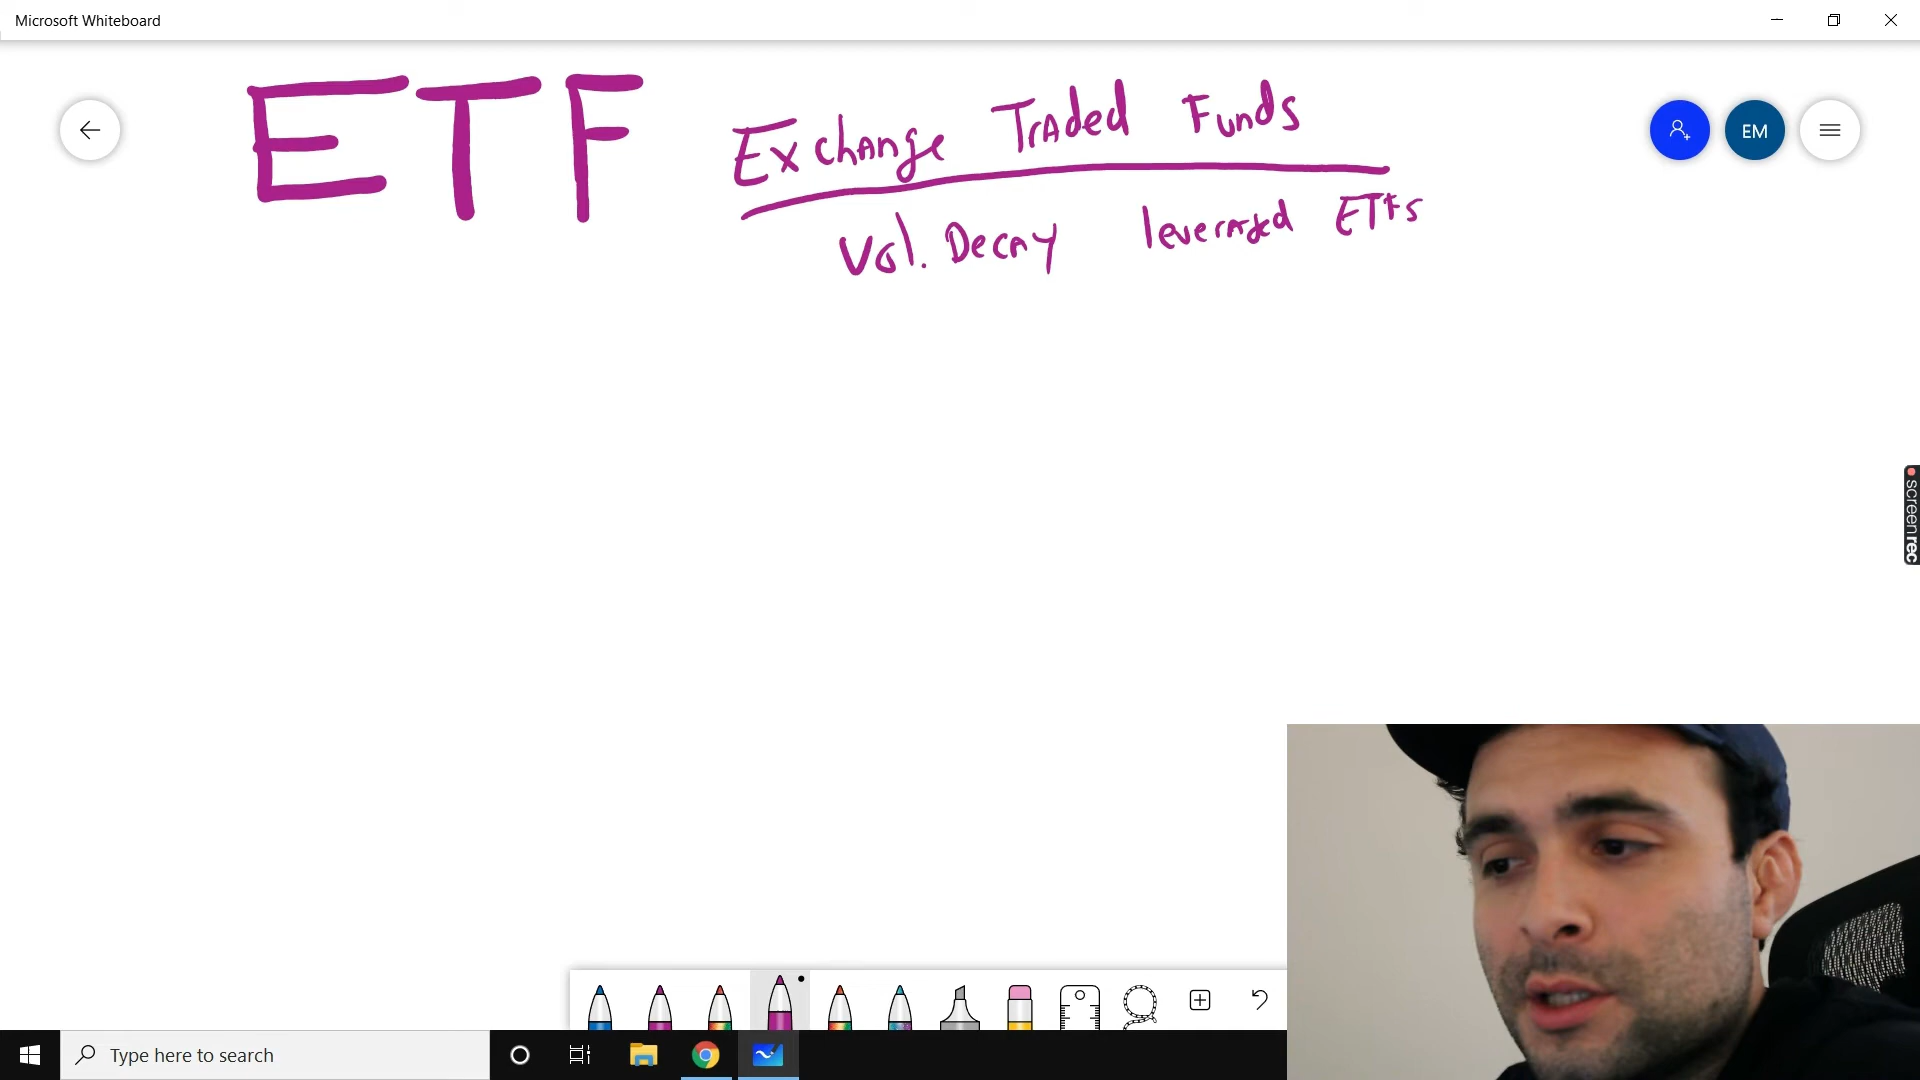 Microsoft Whiteboard
ETF Exchange Traded Funds
Vol. Decay leveraged ETFs
EM
screenrec
Type here to search